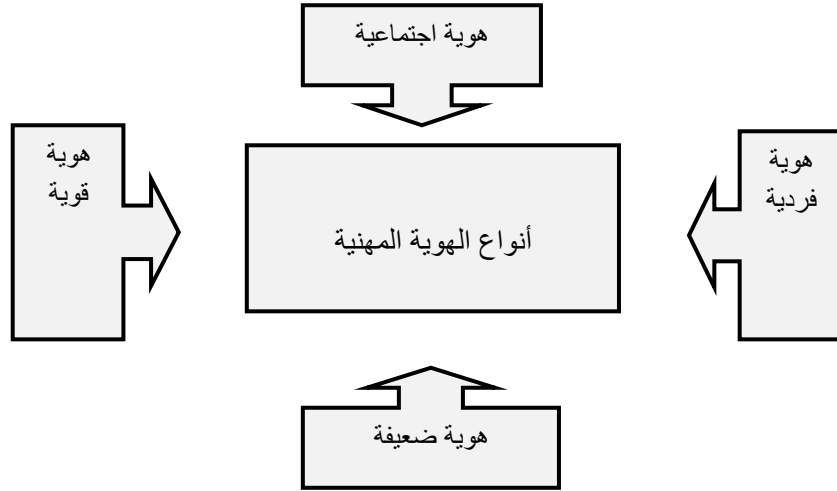 هوية اجتماعية
هوية
فردية
أنواع الهوية المهنية
هوية
قوية
هوية ضعيفة